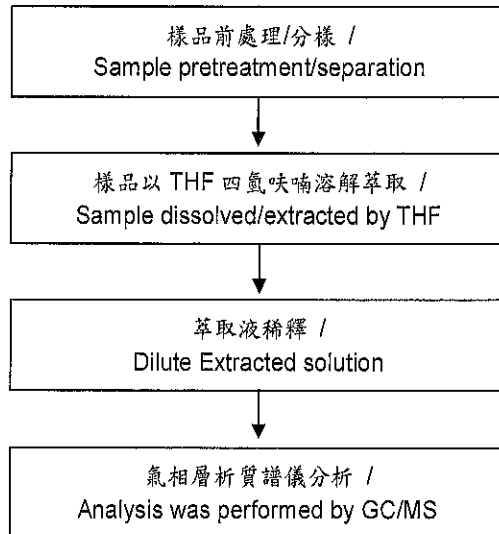 樣品前處理/分樣 /
Sample pretreatment/separation
樣品以 THF 四氫呋喃溶解萃取 /
Sample dissolved/extracted by THF
萃取液稀釋 /
Dilute Extracted solution
氣相層析質譜儀分析 /
Analysis was performed by GC/MS